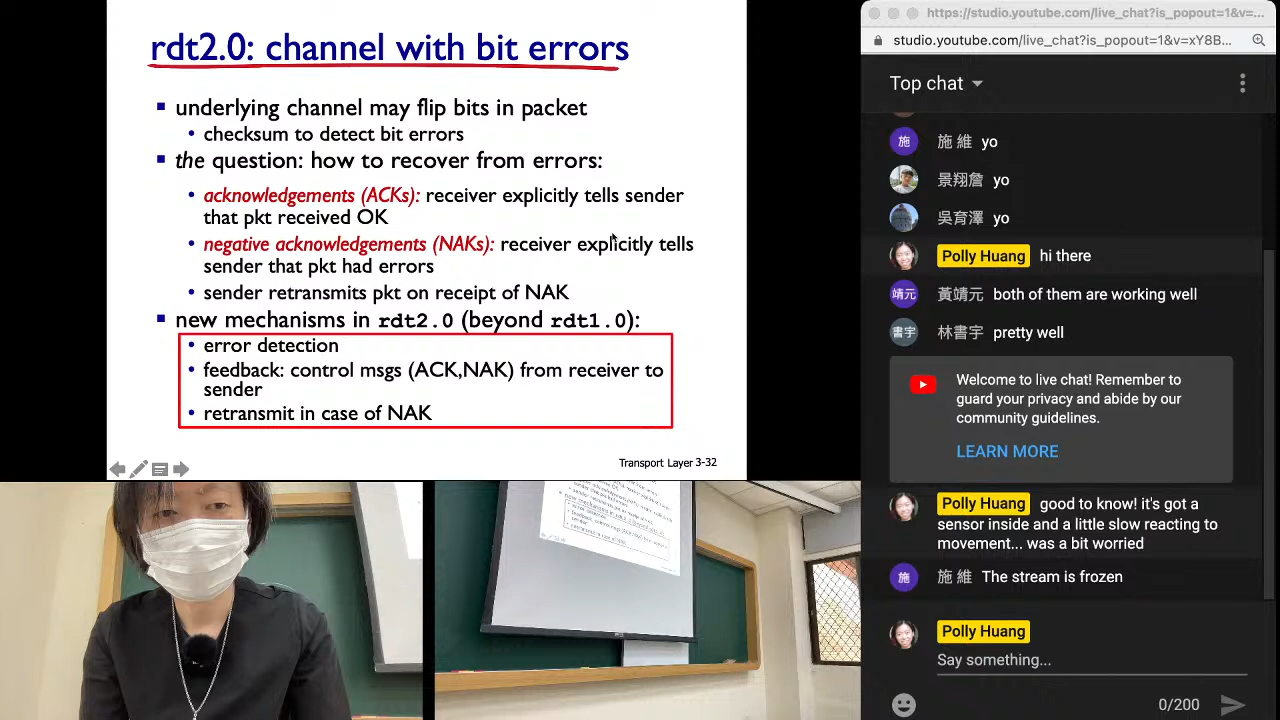 rdt2.0: channel with bit errors
▪ underlying channel may flip bits in packet
• checksum to detect bit errors
▪ the question: how to recover from errors:
• acknowledgements (ACKs): receiver explicitly tells sender
that pkt received OK
• negative acknowledgements (NAKs): receiver explicitly tells
sender that pkt had errors
• sender retransmits pkt on receipt of NAK
▪ new mechanisms in rdt2.0 (beyond rdt1.0):
• error detection
• feedback: control msgs (ACK,NAK) from receiver to
sender
• retransmit in case of NAK
Transport Layer 3-32
https://studio.youtube.com/live_chat?is_popout=1&v=...
studio.youtube.com/live_chat?is_popout=1&v=xY8B...
Top chat
施 施 維 yo
景翔詹 yo
吳育澤 yo
Polly Huang hi there
靖元 黃靖元 both of them are working well
書宇 林書宇 pretty well
Welcome to live chat! Remember to
guard your privacy and abide by our
community guidelines.
LEARN MORE
Polly Huang good to know! it's got a
sensor inside and a little slow reacting to
movement... was a bit worried
施 施 維 The stream is frozen
Polly Huang
Say something...
0/200